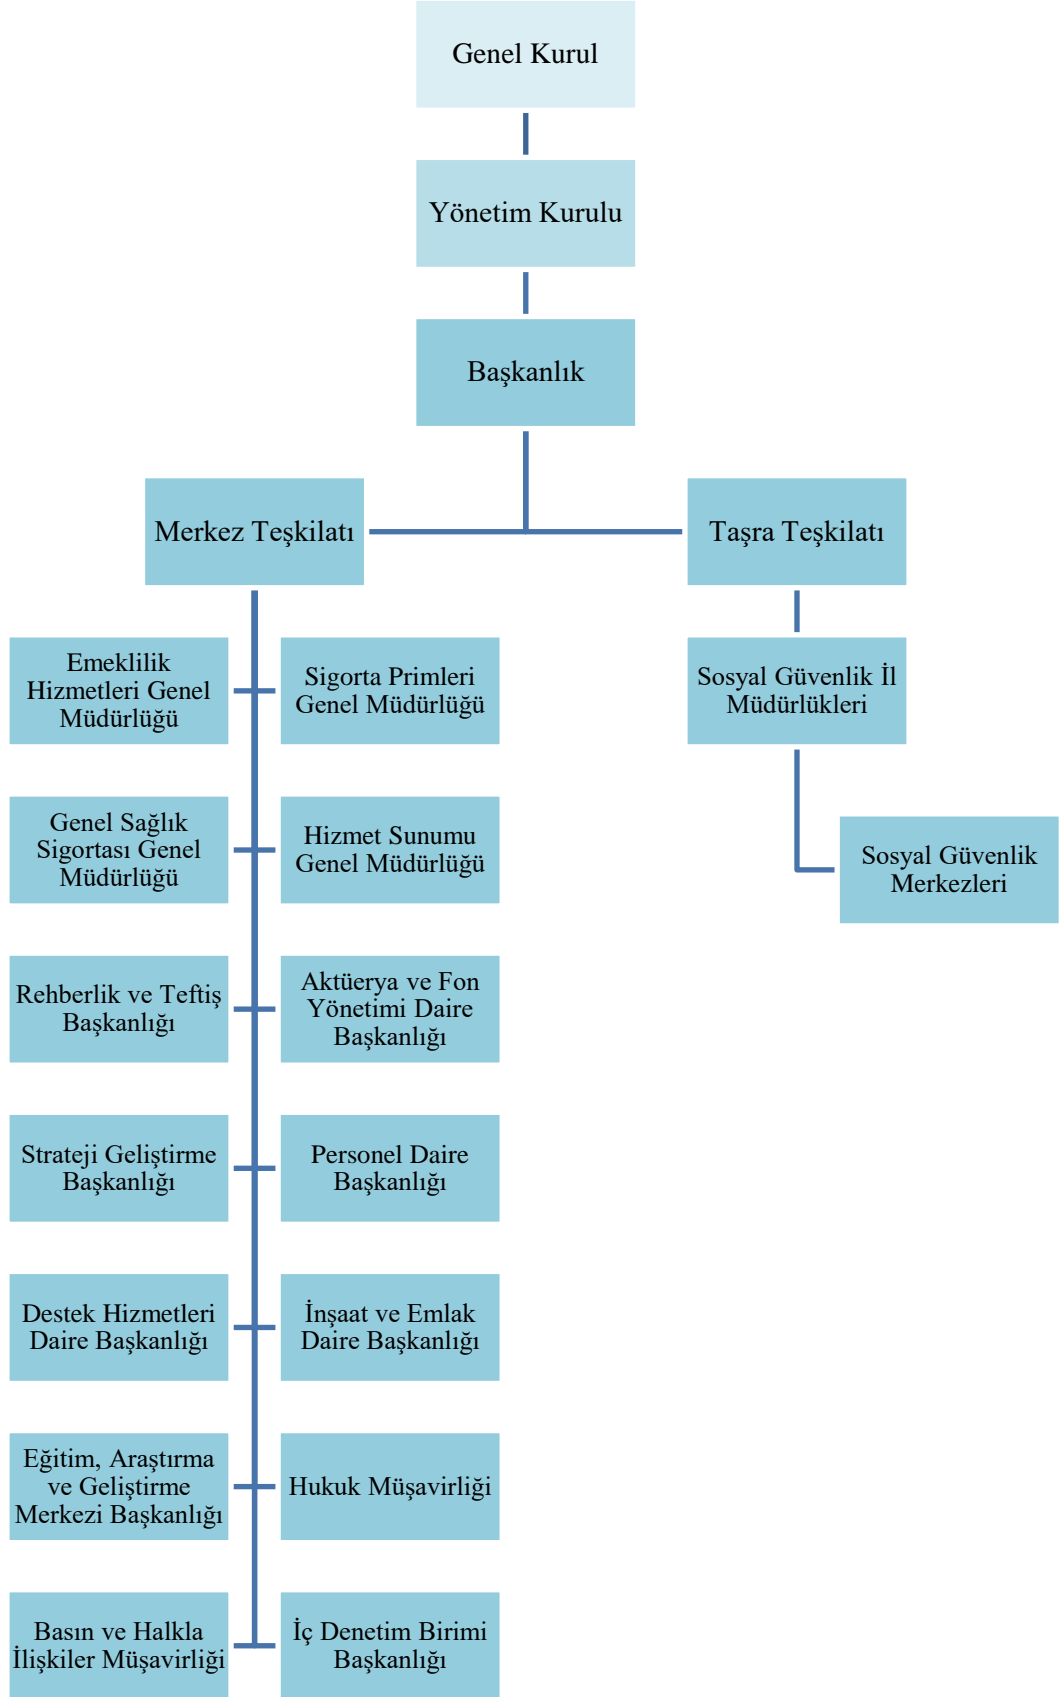 Genel Kurul
Yönetim Kurulu
Başkanlık
Merkez Teşkilatı
Taşra Teşkilatı
Emeklilik
Hizmetleri Genel
Müdürlüğü
Sigorta Primleri
Genel Müdürlüğü
Sosyal Güvenlik İl
Müdürlükleri
Genel Sağlık
Sigortası Genel
Müdürlüğü
Hizmet Sunumu
Genel Müdürlüğü
Sosyal Güvenlik
Merkezleri
Rehberlik ve Teftiş
Başkanlığı
Aktüerya ve Fon
Yönetimi Daire
Başkanlığı
Strateji Geliştirme
Başkanlığı
Personel Daire
Başkanlığı
Destek Hizmetleri
Daire Başkanlığı
İnşaat ve Emlak
Daire Başkanlığı
Eğitim, Araştırma
ve Geliştirme
Merkezi Başkanlığı
Hukuk Müşavirliği
Basın ve Halkla
İlişkiler Müşavirliği
İç Denetim Birimi
Başkanlığı